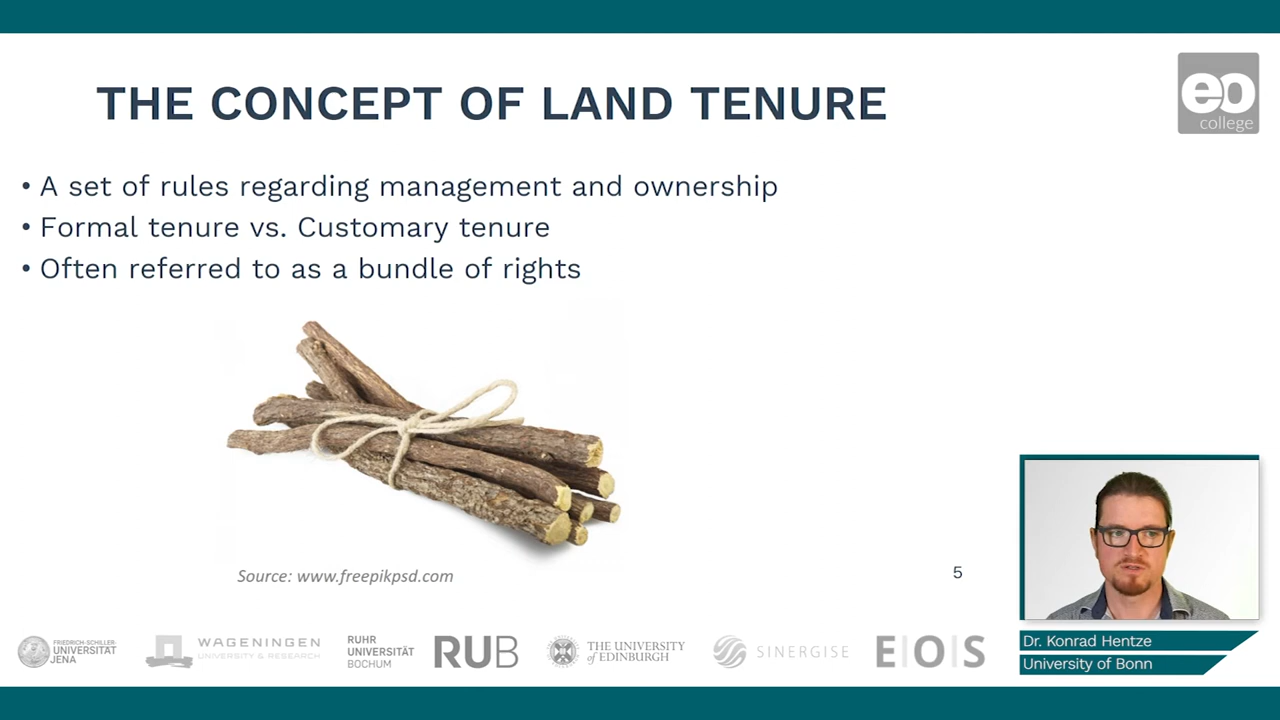 THE CONCEPT OF LAND TENURE
eo
college
• A set of rules regarding management and ownership
• Formal tenure vs. Customary tenure
• Often referred to as a bundle of rights
Source: www.freepikpsd.com
5
Dr. Konrad Hentze
University of Bonn
FRIEDRICH-SCHILLER-
UNIVERSITÄT
JENA
WAGENINGEN
UNIVERSITY & RESEARCH
RUHR
UNIVERSITÄT
BOCHUM
RUB
THE UNIVERSITY
of EDINBURGH
SINERGISE
E|O|S